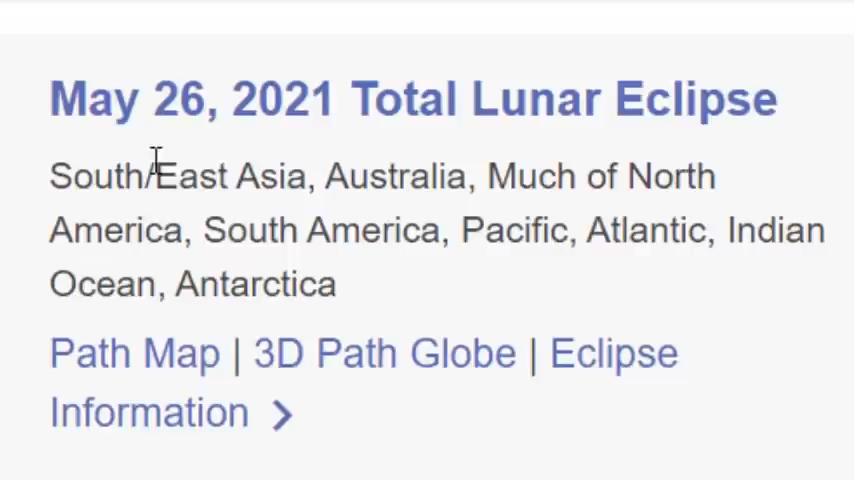 May 26, 2021 Total Lunar Eclipse
South/East Asia, Australia, Much of North
America, South America, Pacific, Atlantic, Indian
Ocean, Antarctica
Path Map | 3D Path Globe | Eclipse
Information